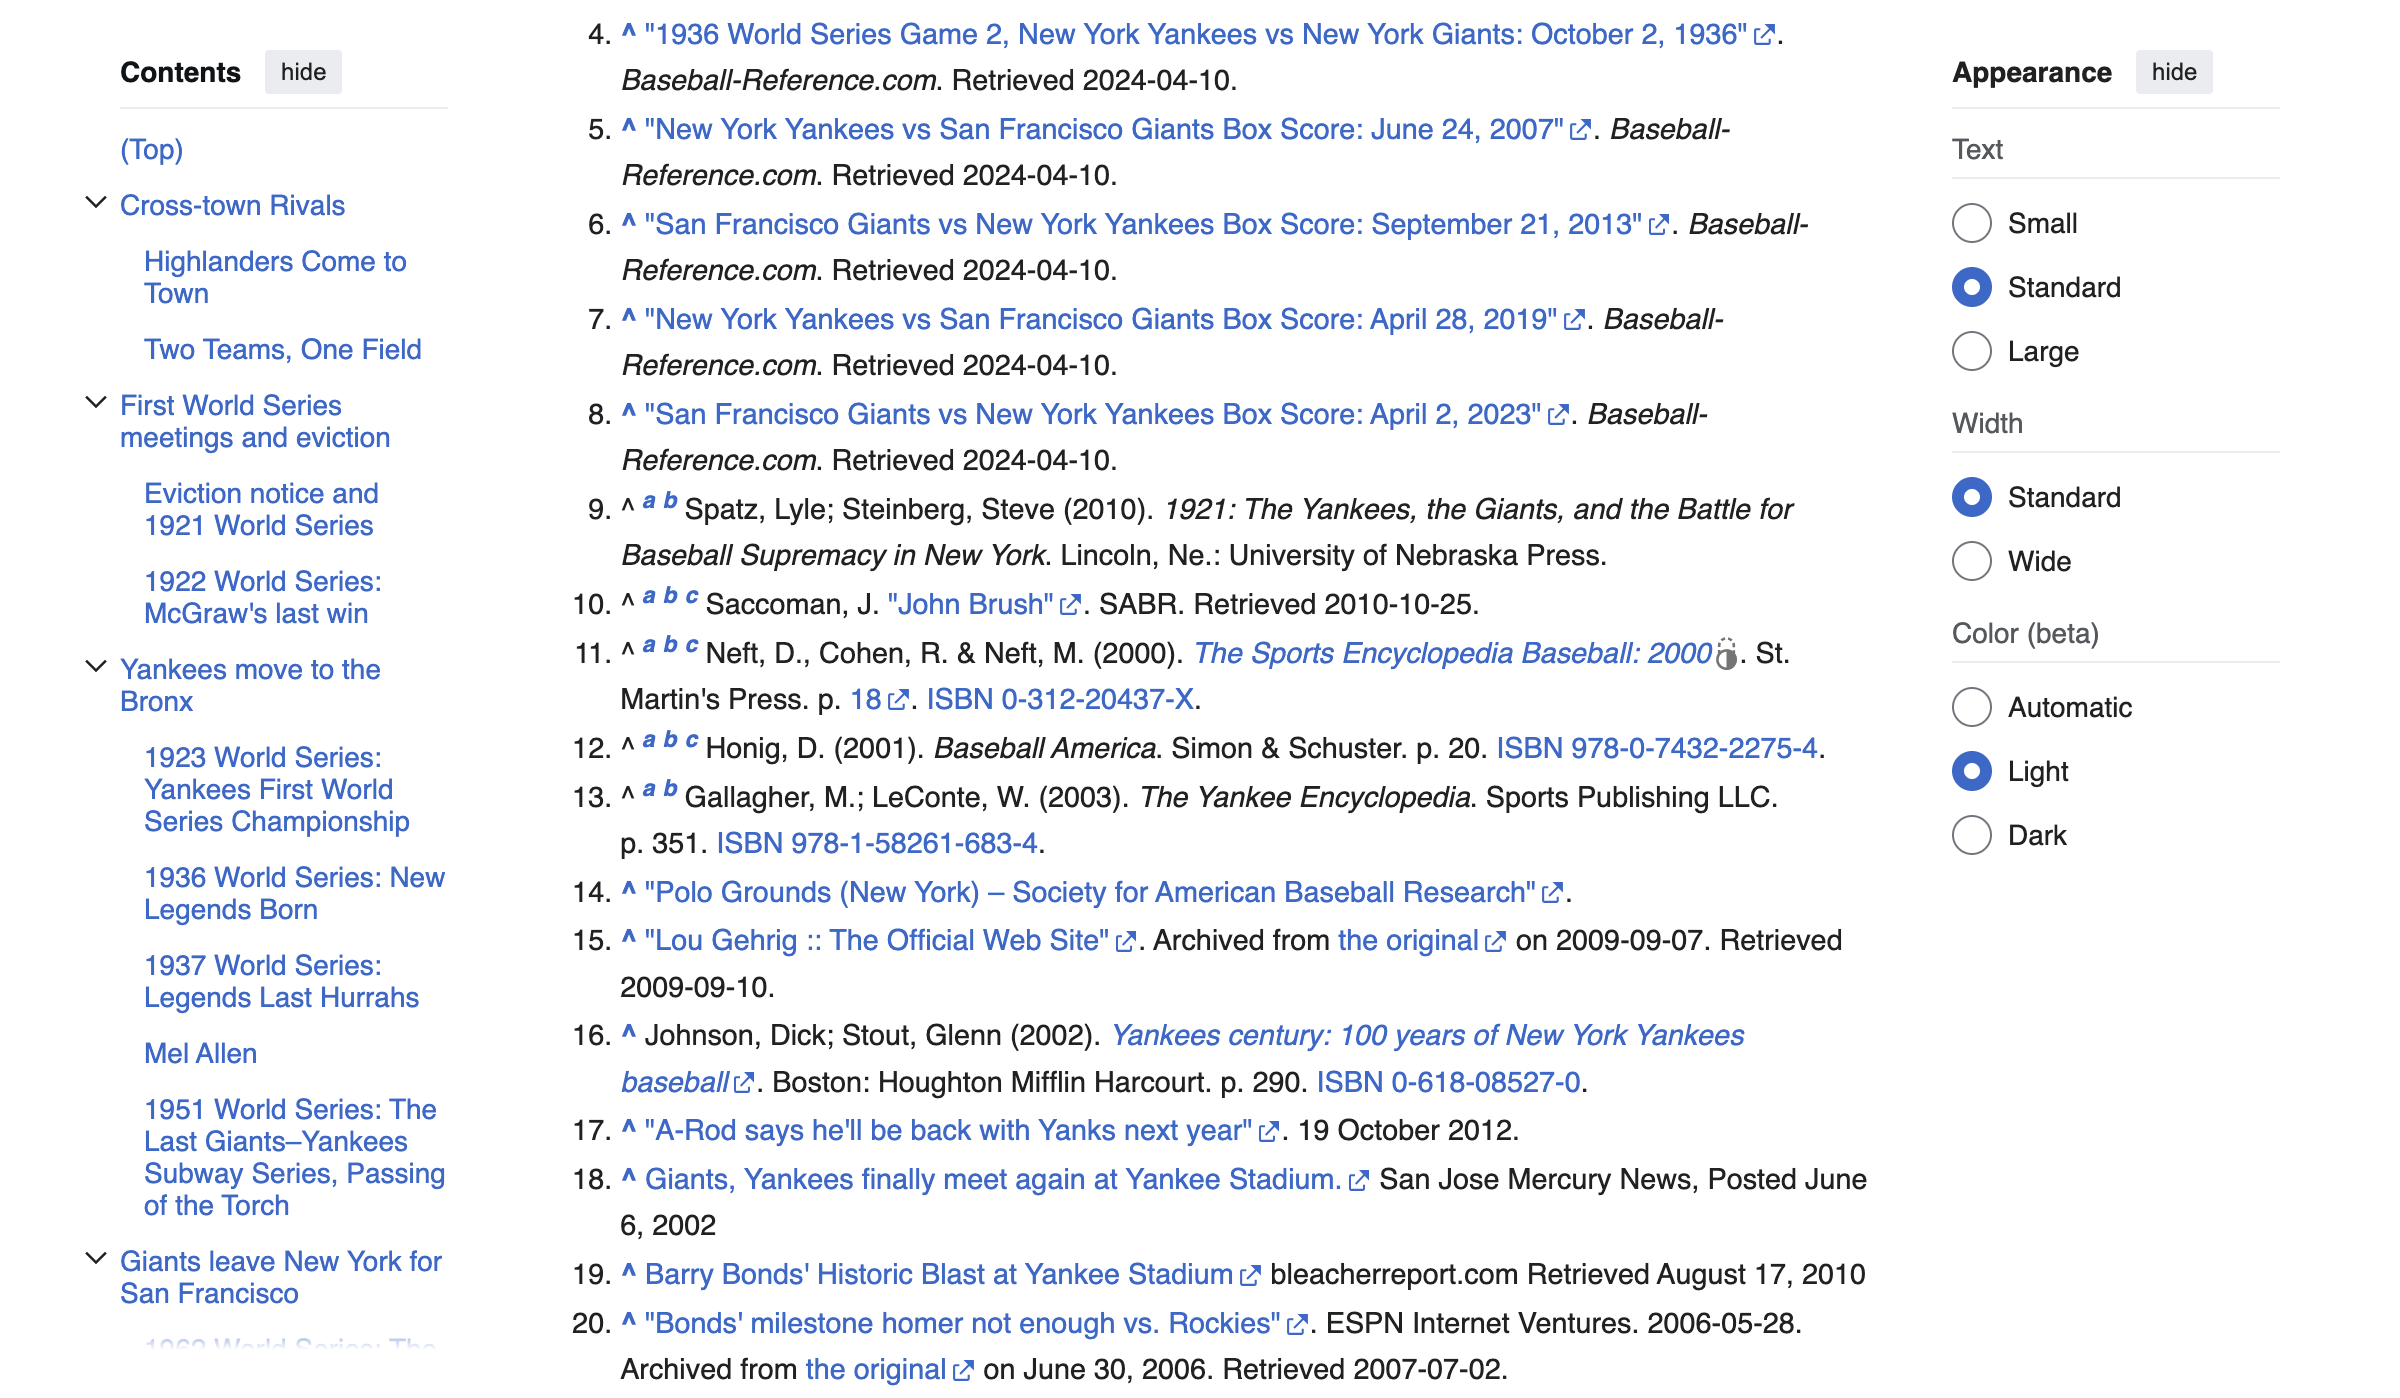 Contents hide
(Top)
Cross-town Rivals
Highlanders Come to
Town
Two Teams, One Field
First World Series
meetings and eviction
Eviction notice and
1921 World Series
1922 World Series:
McGraw's last win
Yankees move to the
Bronx
1923 World Series:
Yankees First World
Series Championship
1936 World Series: New
Legends Born
1937 World Series:
Legends Last Hurrahs
Mel Allen
1951 World Series: The
Last Giants–Yankees
Subway Series, Passing
of the Torch
Giants leave New York for
San Francisco
1962 World Series: The
4. ^ "1936 World Series Game 2, New York Yankees vs New York Giants: October 2, 1936".
Baseball-Reference.com. Retrieved 2024-04-10.
5. ^ "New York Yankees vs San Francisco Giants Box Score: June 24, 2007". Baseball-
Reference.com. Retrieved 2024-04-10.
6. ^ "San Francisco Giants vs New York Yankees Box Score: September 21, 2013". Baseball-
Reference.com. Retrieved 2024-04-10.
7. ^ "New York Yankees vs San Francisco Giants Box Score: April 28, 2019". Baseball-
Reference.com. Retrieved 2024-04-10.
8. ^ "San Francisco Giants vs New York Yankees Box Score: April 2, 2023". Baseball-
Reference.com. Retrieved 2024-04-10.
9. ^ a b Spatz, Lyle; Steinberg, Steve (2010). 1921: The Yankees, the Giants, and the Battle for
Baseball Supremacy in New York. Lincoln, Ne.: University of Nebraska Press.
10. ^ a b c Saccoman, J. "John Brush". SABR. Retrieved 2010-10-25.
11. ^ a b c Neft, D., Cohen, R. & Neft, M. (2000). The Sports Encyclopedia Baseball: 2000. St.
Martin's Press. p. 18. ISBN 0-312-20437-X.
12. ^ a b c Honig, D. (2001). Baseball America. Simon & Schuster. p. 20. ISBN 978-0-7432-2275-4.
13. ^ a b Gallagher, M.; LeConte, W. (2003). The Yankee Encyclopedia. Sports Publishing LLC.
p. 351. ISBN 978-1-58261-683-4.
14. ^ "Polo Grounds (New York) – Society for American Baseball Research".
15. ^ "Lou Gehrig :: The Official Web Site". Archived from the original on 2009-09-07. Retrieved
2009-09-10.
16. ^ Johnson, Dick; Stout, Glenn (2002). Yankees century: 100 years of New York Yankees
baseball. Boston: Houghton Mifflin Harcourt. p. 290. ISBN 0-618-08527-0.
17. ^ "A-Rod says he'll be back with Yanks next year". 19 October 2012.
18. ^ Giants, Yankees finally meet again at Yankee Stadium. San Jose Mercury News, Posted June
6, 2002
19. ^ Barry Bonds' Historic Blast at Yankee Stadium bleacherreport.com Retrieved August 17, 2010
20. ^ "Bonds' milestone homer not enough vs. Rockies". ESPN Internet Ventures. 2006-05-28.
Archived from the original on June 30, 2006. Retrieved 2007-07-02.
Appearance hide
Text
Small
Standard
Large
Width
Standard
Wide
Color (beta)
Automatic
Light
Dark